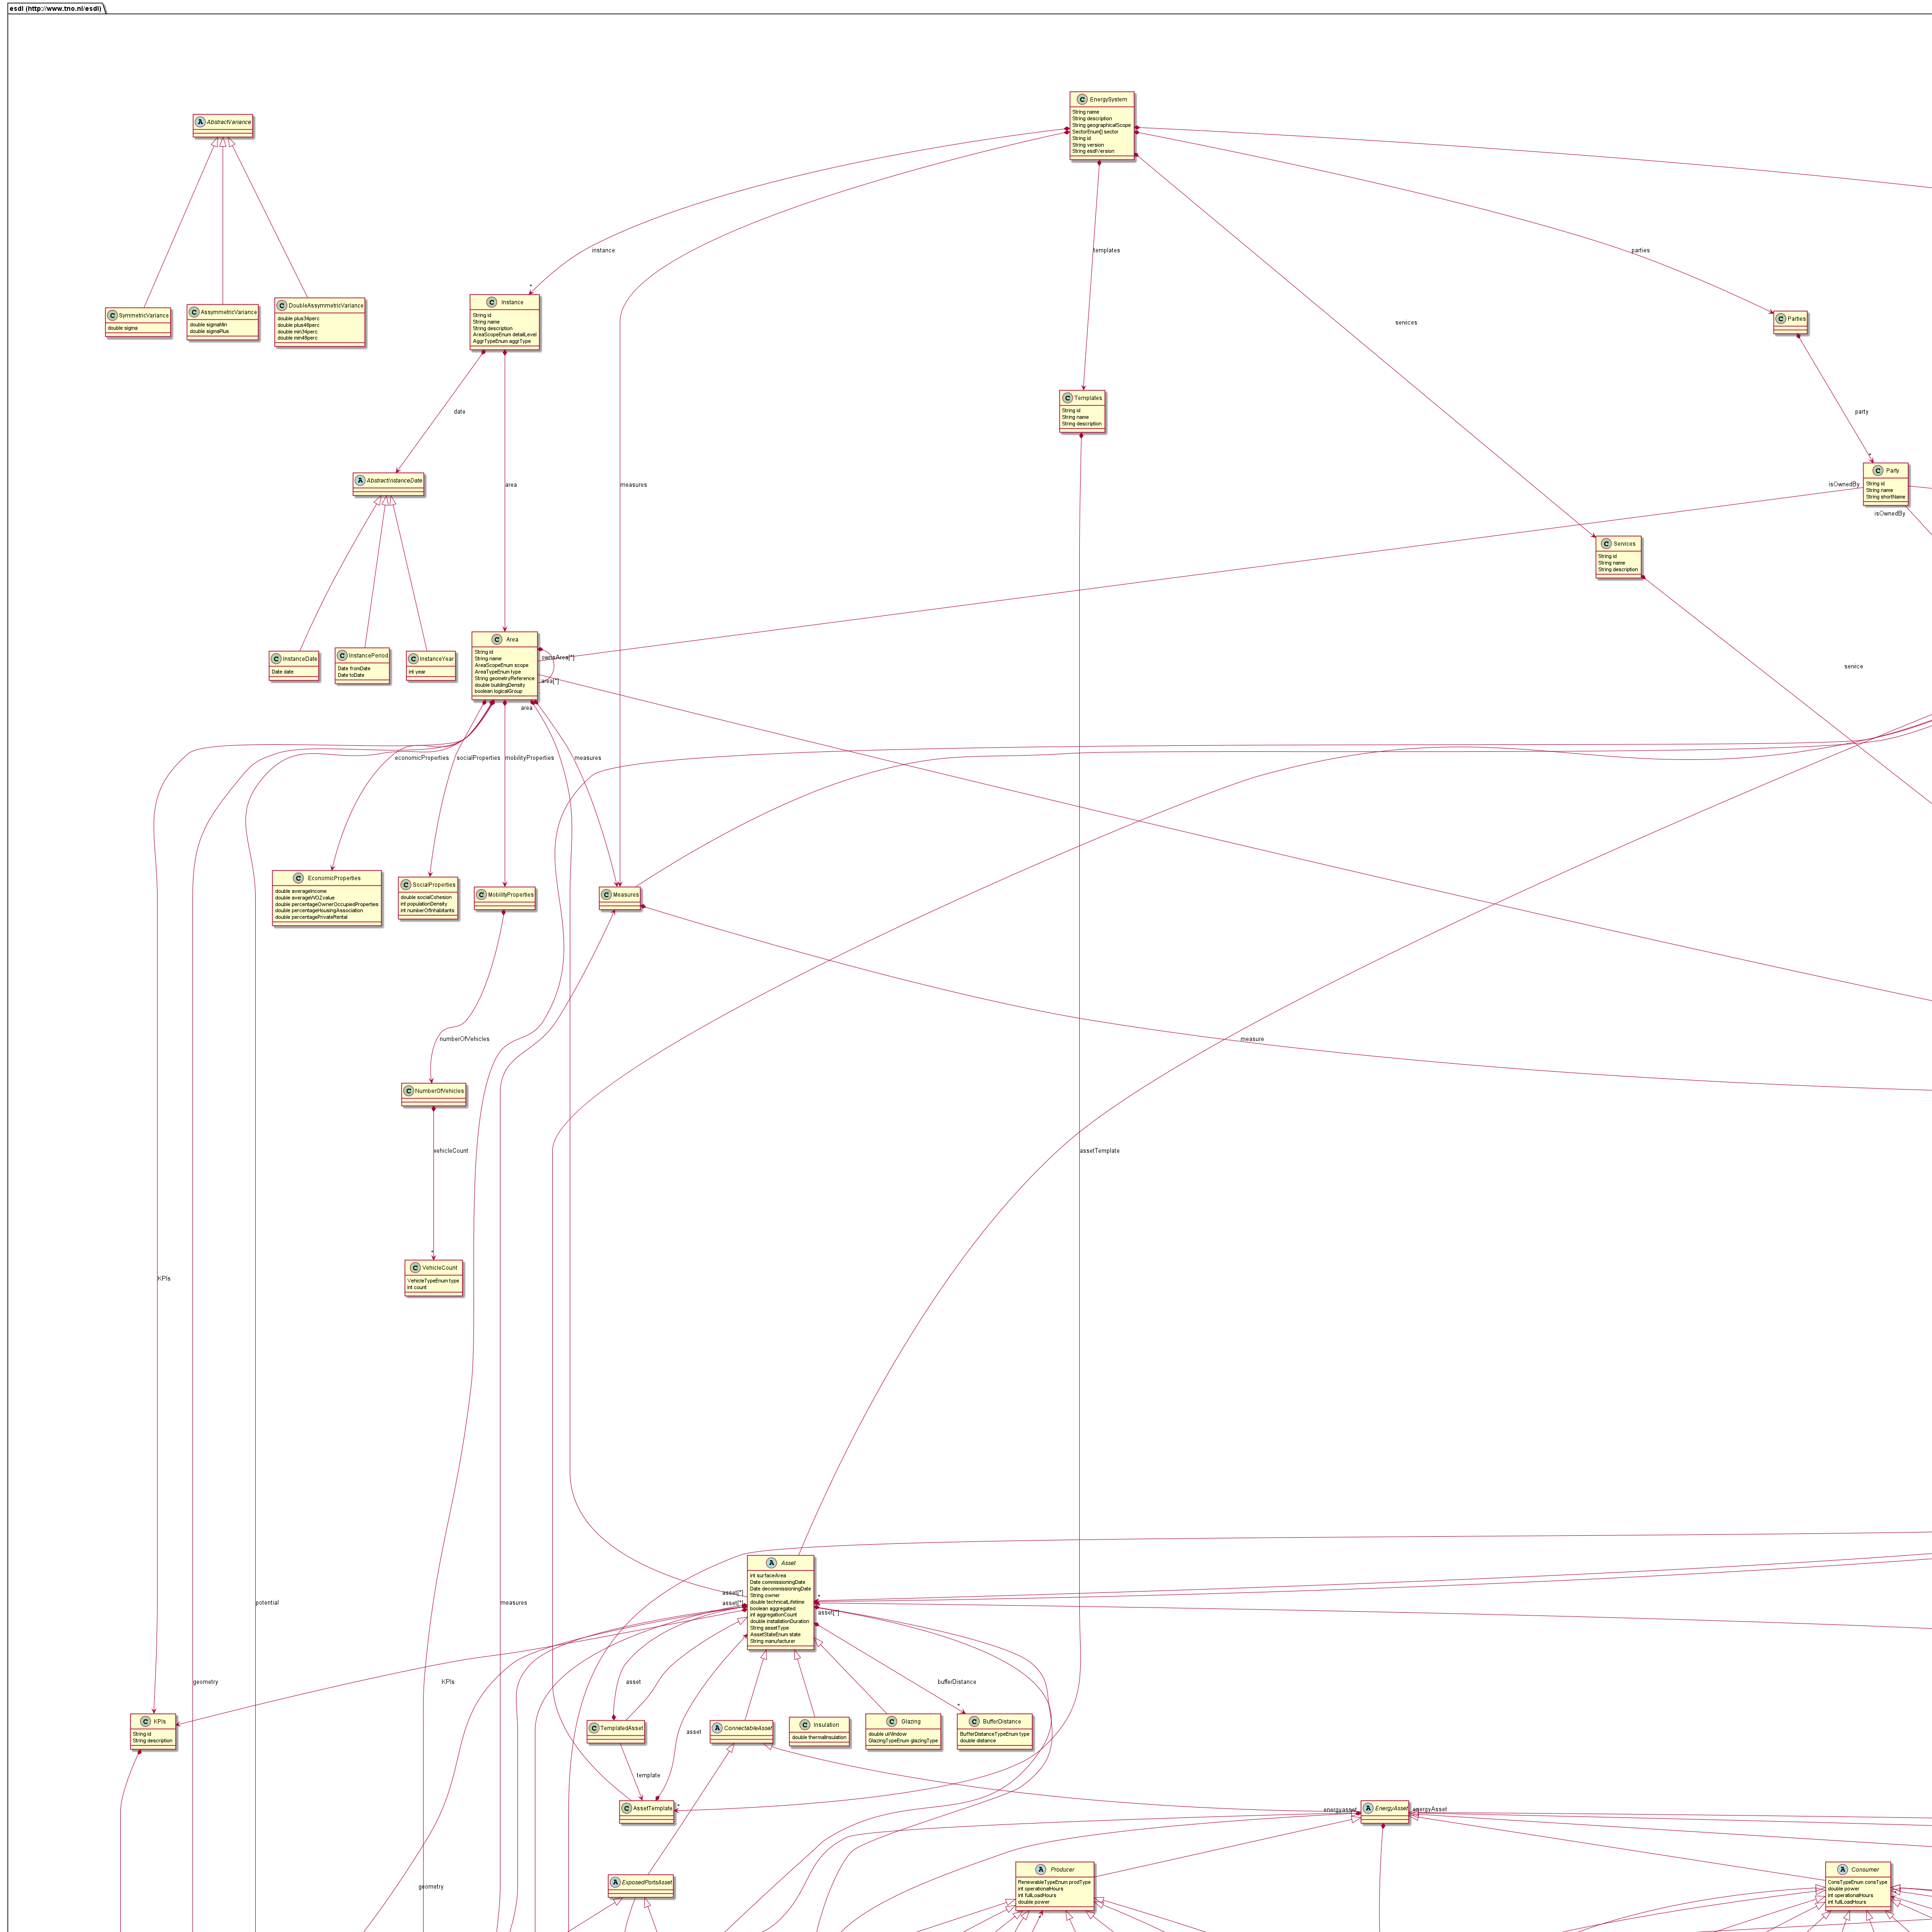 esdl (http://www.tno.nl/esdl)
A AbstractVariance
C EnergySystem
String name
String description
String geographicalScope
SectorEnum[] sector
String id
String version
String esdlVersion
instance
templates
parties
*
C SymmetricVariance
double sigma
C AssymmetricVariance
double sigmaMin
double sigmaPlus
C DoubleAssymmetricVariance
double plus34perc
double plus48perc
double min34perc
double min48perc
C Instance
String id
String name
String description
AreaScopeEnum detailLevel
AggrTypeEnum aggrType
services
C Parties
C Templates
String id
String name
String description
date
party
*
A AbstractInstanceDate
area
measures
isOwnedBy
C Party
String id
String name
String shortName
isOwnedBy
C Services
String id
String name
String description
C InstanceDate
Date date
C InstancePeriod
Date fromDate
Date toDate
C InstanceYear
int year
C Area
String id
String name
AreaScopeEnum scope
AreaTypeEnum type
String geometryReference
double buildingDensity
boolean logicalGroup
ownsArea[*]
area[*]
area
service
economicProperties
socialProperties
mobilityProperties
measures
C EconomicProperties
double averageIncome
double averageWOZvalue
double percentageOwnerOccupiedProperties
double percentageHousingAssociation
double percentagePrivateRental
C SocialProperties
double socialCohesion
int populationDensity
int numberOfInhabitants
C MobilityProperties
C Measures
numberOfVehicles
measure
C NumberOfVehicles
vehicleCount
assetTemplate
*
C VehicleCount
VehicleTypeEnum type
int count
KPIs
A Asset
int surfaceArea
Date commissioningDate
Date decommissioningDate
String owner
double technicalLifetime
boolean aggregated
int aggregationCount
double installationDuration
String assetType
AssetStateEnum state
String manufacturer
asset[*]
asset[*]
*
asset[*]
potential
measures
geometry
KPIs
asset
bufferDistance
*
C KPIs
String id
String description
C TemplatedAsset
A ConnectableAsset
C Insulation
double thermalInsulation
C Glazing
double uWindow
GlazingTypeEnum glazingType
C BufferDistance
BufferDistanceTypeEnum type
double distance
asset
template
C AssetTemplate
*
energyasset
A EnergyAsset
energyAsset
geometry
A ExposedPortsAsset
A Producer
RenewableTypeEnum prodType
int operationalHours
int fullLoadHours
double power
A Consumer
ConsTypeEnum consType
double power
int operationalHours
int fullLoadHours